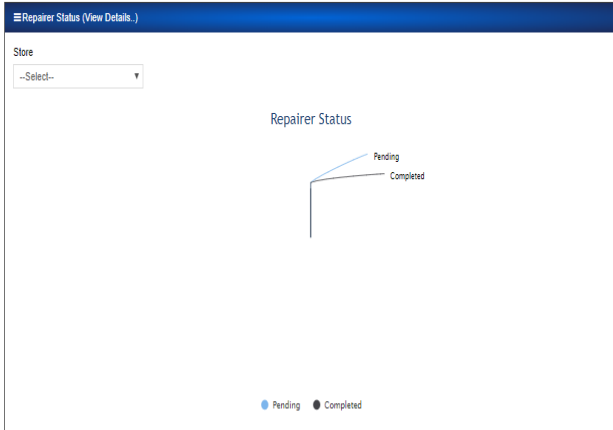 ≡Repairer Status (View Details..)
Store
--Select--
Repairer Status
Pending
Completed
Pending Completed